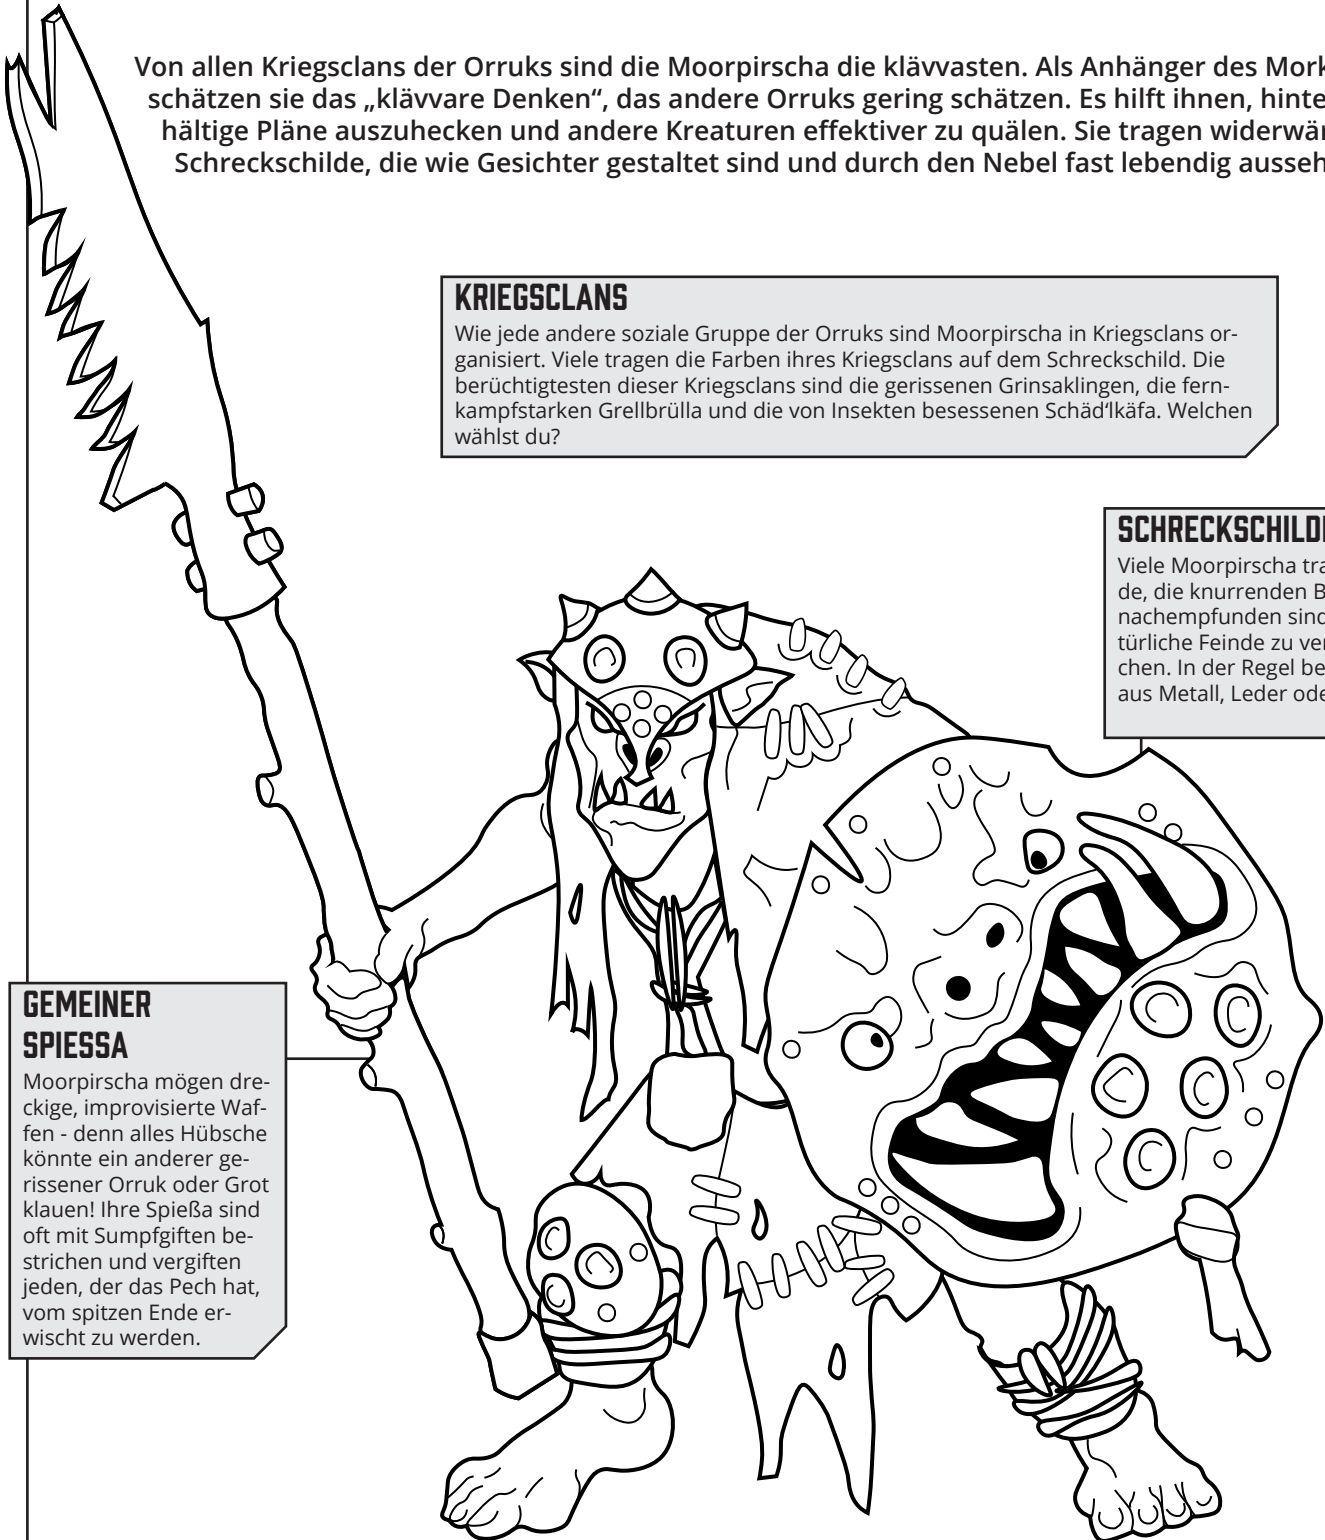 Von allen Kriegsclans der Orruks sind die Moorpirscha die klävvasten. Als Anhänger des Mork
schätzen sie das „klävvare Denken“, das andere Orruks gering schätzen. Es hilft ihnen, hinte
hältige Pläne auszuhecken und andere Kreaturen effektiver zu quälen. Sie tragen widerwär
Schreckschilde, die wie Gesichter gestaltet sind und durch den Nebel fast lebendig ausseh
KRIEGSCLANS
Wie jede andere soziale Gruppe der Orruks sind Moorpirscha in Kriegsclans or-
ganisiert. Viele tragen die Farben ihres Kriegsclans auf dem Schreckschild. Die
berüchtigtesten dieser Kriegsclans sind die gerissenen Grinsaklingen, die fern-
kampfstarken Grellbrülla und die von Insekten besessenen Schäd‘lkäfa. Welchen
wählst du?
SCHRECKSCHILD
Viele Moorpirscha tra
de, die knurrenden B
nachempfunden sind
türliche Feinde zu ver
chen. In der Regel be
aus Metall, Leder ode
GEMEINER
SPIESSA
Moorpirscha mögen dre-
ckige, improvisierte Waf-
fen - denn alles Hübsche
könnte ein anderer ge-
rissener Orruk oder Grot
klauen! Ihre Spießa sind
oft mit Sumpfgiften be-
strichen und vergiften
jeden, der das Pech hat,
vom spitzen Ende er-
wischt zu werden.